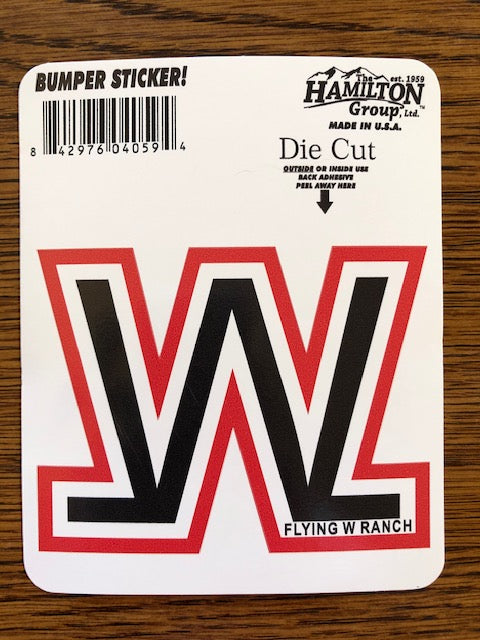 BUMPER STICKER!
8 42976 04059 4
The est. 1959
HAMILTON
Group, Ltd.™
MADE IN U.S.A.
Die Cut
OUTSIDE OR INSIDE USE
BACK ADHESIVE
PEEL AWAY HERE
W
FLYING W RANCH